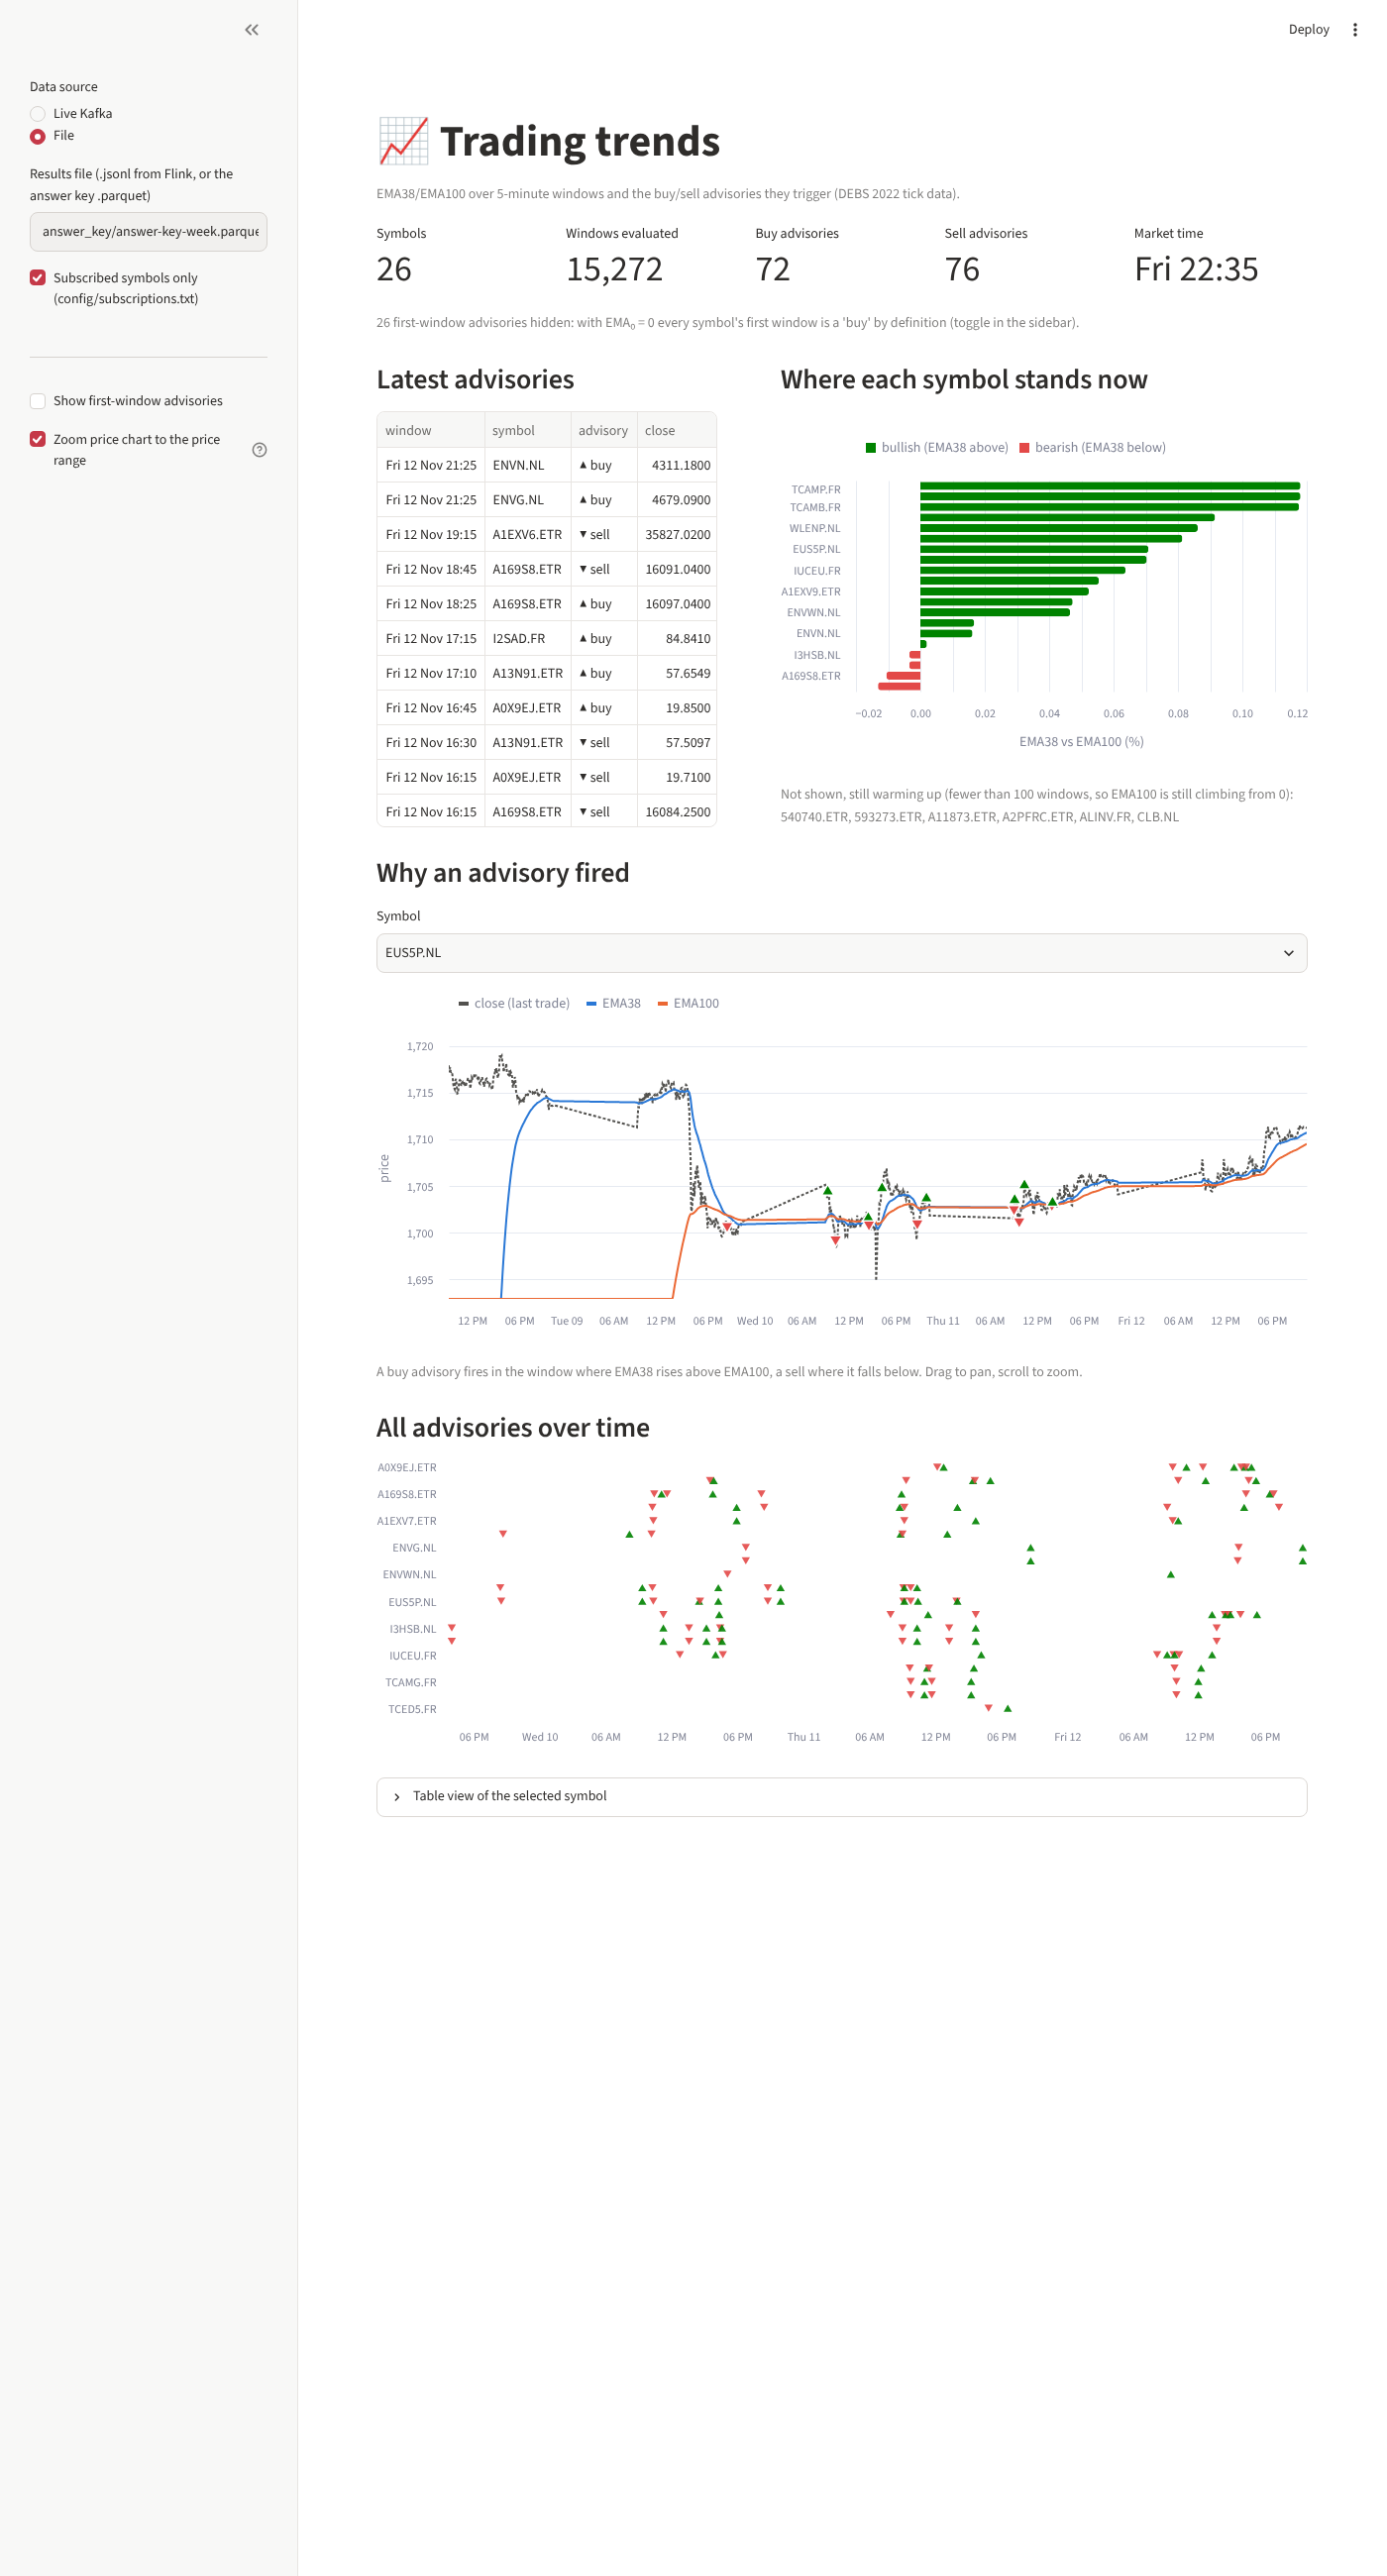 Deploy
Data source
Live Kafka
File
Results file (.jsonl from Flink, or the
answer key .parquet)
answer_key/answer-key-week.parque
Subscribed symbols only
(config/subscriptions.txt)
Show first-window advisories
Zoom price chart to the price
range
Trading trends
EMA38/EMA100 over 5-minute windows and the buy/sell advisories they trigger (DEBS 2022 tick data).
Symbols Windows evaluated Buy advisories Sell advisories Market time
26 15,272 72 76 Fri 22:35
26 first-window advisories hidden: with EMA₀ = 0 every symbol's first window is a 'buy' by definition (toggle in the sidebar).
Latest advisories
window symbol advisory close
Fri 12 Nov 21:25 ENVN.NL ▲ buy 4311.1800
Fri 12 Nov 21:25 ENVG.NL ▲ buy 4679.0900
Fri 12 Nov 19:15 A1EXV6.ETR ▼ sell 35827.0200
Fri 12 Nov 18:45 A169S8.ETR ▼ sell 16091.0400
Fri 12 Nov 18:25 A169S8.ETR ▲ buy 16097.0400
Fri 12 Nov 17:15 I2SAD.FR ▲ buy 84.8410
Fri 12 Nov 17:10 A13N91.ETR ▲ buy 57.6549
Fri 12 Nov 16:45 A0X9EJ.ETR ▲ buy 19.8500
Fri 12 Nov 16:30 A13N91.ETR ▼ sell 57.5097
Fri 12 Nov 16:15 A0X9EJ.ETR ▼ sell 19.7100
Fri 12 Nov 16:15 A169S8.ETR ▼ sell 16084.2500
Where each symbol stands now
bullish (EMA38 above) bearish (EMA38 below)
TCAMP.FR
TCAMB.FR
WLENP.NL
EUS5P.NL
IUCEU.FR
A1EXV9.ETR
ENVWN.NL
ENVN.NL
I3HSB.NL
A169S8.ETR
−0.02 0.00 0.02 0.04 0.06 0.08 0.10 0.12
EMA38 vs EMA100 (%)
Not shown, still warming up (fewer than 100 windows, so EMA100 is still climbing from 0):
540740.ETR, 593273.ETR, A11873.ETR, A2PFRC.ETR, ALINV.FR, CLB.NL
Why an advisory fired
Symbol
EUS5P.NL
close (last trade) EMA38 EMA100
price
1,720
1,715
1,710
1,705
1,700
1,695
12 PM 06 PM Tue 09 06 AM 12 PM 06 PM Wed 10 06 AM 12 PM 06 PM Thu 11 06 AM 12 PM 06 PM Fri 12 06 AM 12 PM 06 PM
A buy advisory fires in the window where EMA38 rises above EMA100, a sell where it falls below. Drag to pan, scroll to zoom.
All advisories over time
A0X9EJ.ETR
A169S8.ETR
A1EXV7.ETR
ENVG.NL
ENVWN.NL
EUS5P.NL
I3HSB.NL
IUCEU.FR
TCAMG.FR
TCED5.FR
06 PM Wed 10 06 AM 12 PM 06 PM Thu 11 06 AM 12 PM 06 PM Fri 12 06 AM 12 PM 06 PM
Table view of the selected symbol